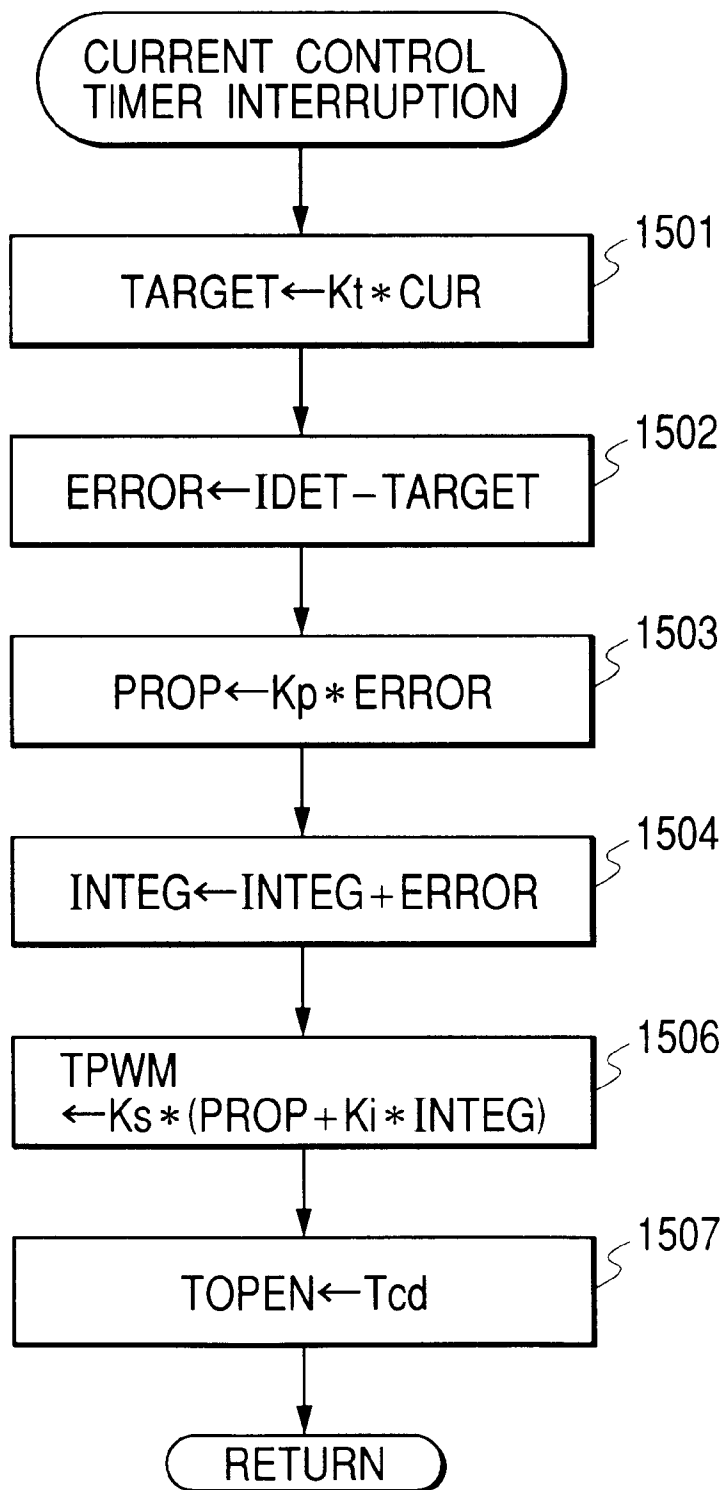 CURRENT CONTROL
TIMER INTERRUPTION
1501
TARGET←Kt*CUR
1502
ERROR←IDET-TARGET
1503
PROP←Kp*ERROR
1504
INTEG←INTEG+ERROR
1506
TPWM
←Ks*(PROP+Ki*INTEG)
1507
TOPEN←Tcd
RETURN